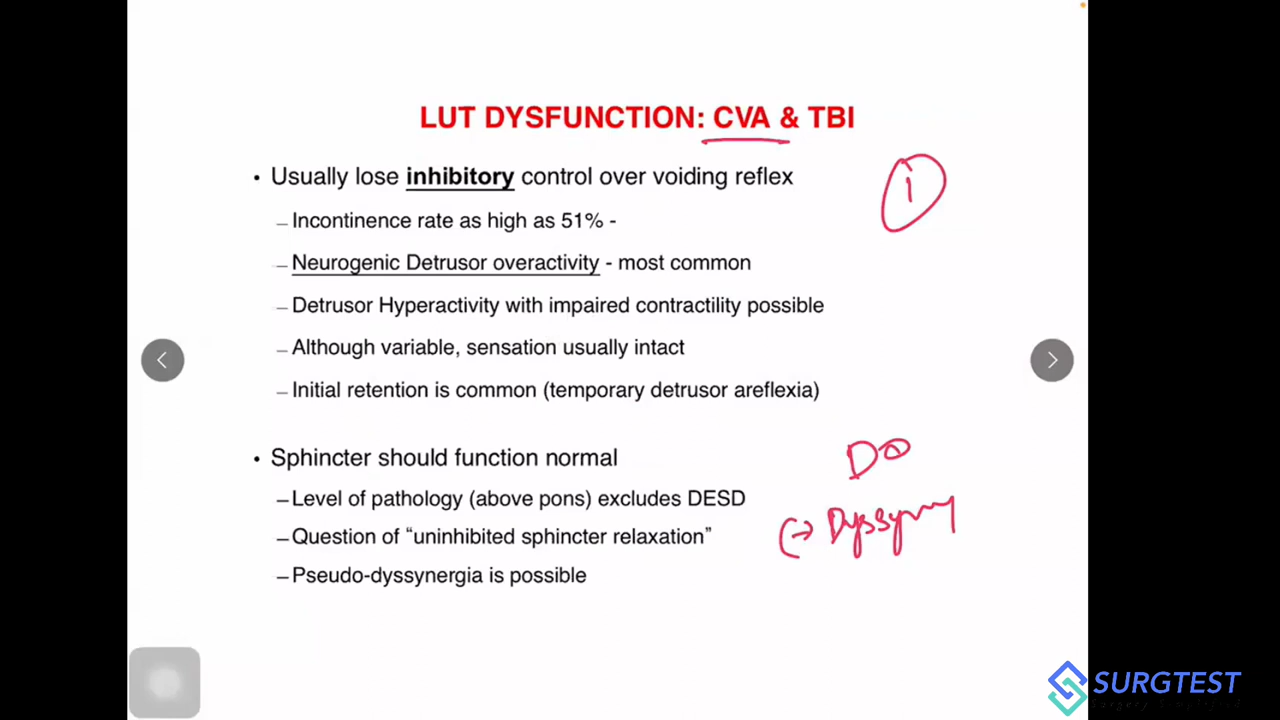 LUT DYSFUNCTION: CVA & TBI
• Usually lose inhibitory control over voiding reflex
i
– Incontinence rate as high as 51% -
– Neurogenic Detrusor overactivity - most common
– Detrusor Hyperactivity with impaired contractility possible
– Although variable, sensation usually intact
– Initial retention is common (temporary detrusor areflexia)
• Sphincter should function normal
DO
– Level of pathology (above pons) excludes DESD
– Question of “uninhibited sphincter relaxation”
– Pseudo-dyssynergia is possible
SURGTEST